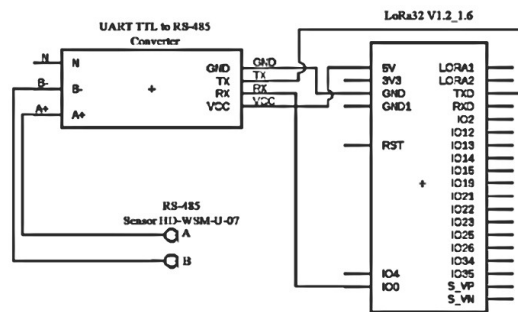 LoRa32 V1.2_1.6
UART TTL to RS-485
Converter
N
B-
A+
N
B-
A+
GND
TX
RX
VCC
GND
TX
RX
VCC
5V
3V3
GND
GND1
RST
IO4
IO0
LORA1
LORA2
TXD
RXD
IO2
IO12
IO13
IO14
IO15
IO19
IO21
IO22
IO23
IO25
IO26
IO34
IO35
S_VP
S_VN
RS-485
Sensor HD-WSM-U-07
A
B